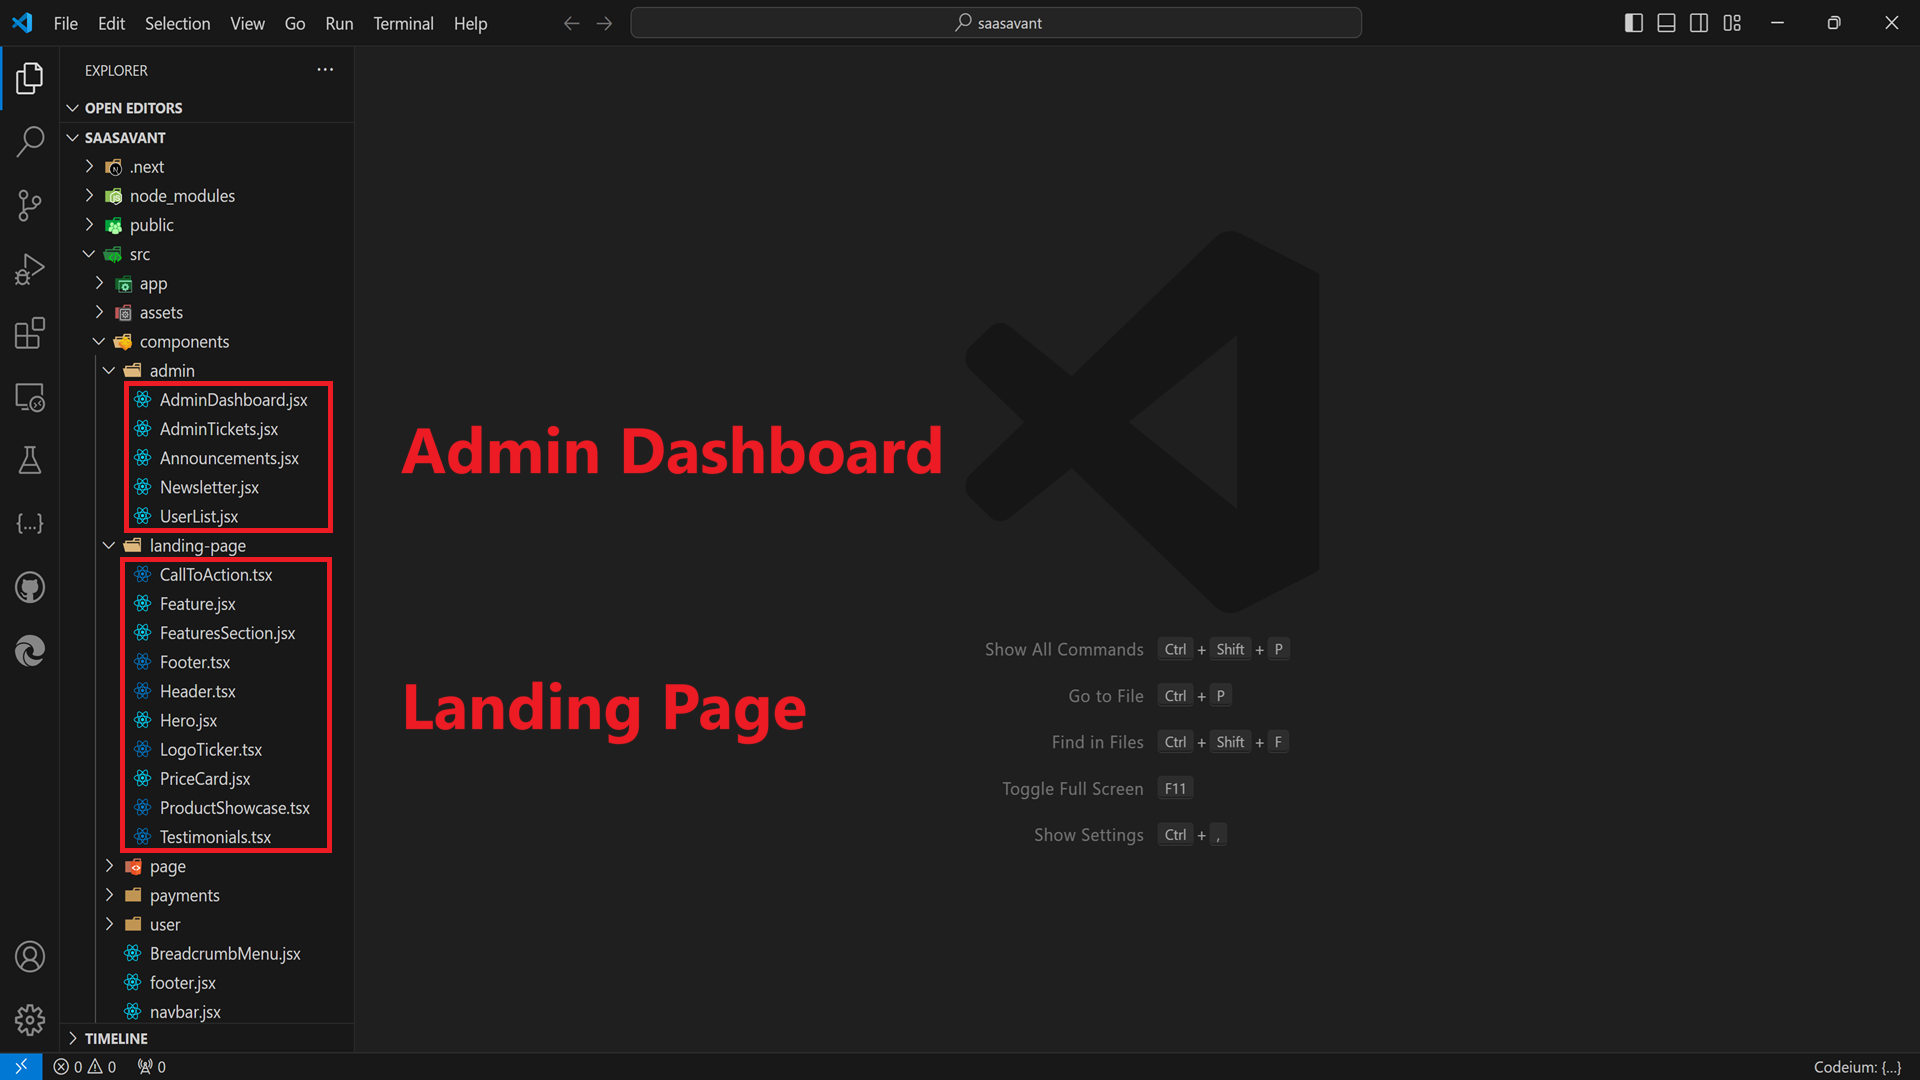 File Edit Selection View Go Run Terminal Help
saasavant
EXPLORER
OPEN EDITORS
SAASAVANT
.next
node_modules
public
src
app
assets
components
admin
AdminDashboard.jsx
AdminTickets.jsx
Announcements.jsx
Newsletter.jsx
UserList.jsx
landing-page
CallToAction.tsx
Feature.jsx
FeaturesSection.jsx
Footer.tsx
Header.tsx
Hero.jsx
LogoTicker.tsx
PriceCard.jsx
ProductShowcase.tsx
Testimonials.tsx
page
payments
user
BreadcrumbMenu.jsx
footer.jsx
navbar.jsx
TIMELINE
Admin Dashboard
Landing Page
Show All Commands Ctrl + Shift + P
Go to File Ctrl + P
Find in Files Ctrl + Shift + F
Toggle Full Screen F11
Show Settings Ctrl + ,
0 0 0
Codeium: {...}